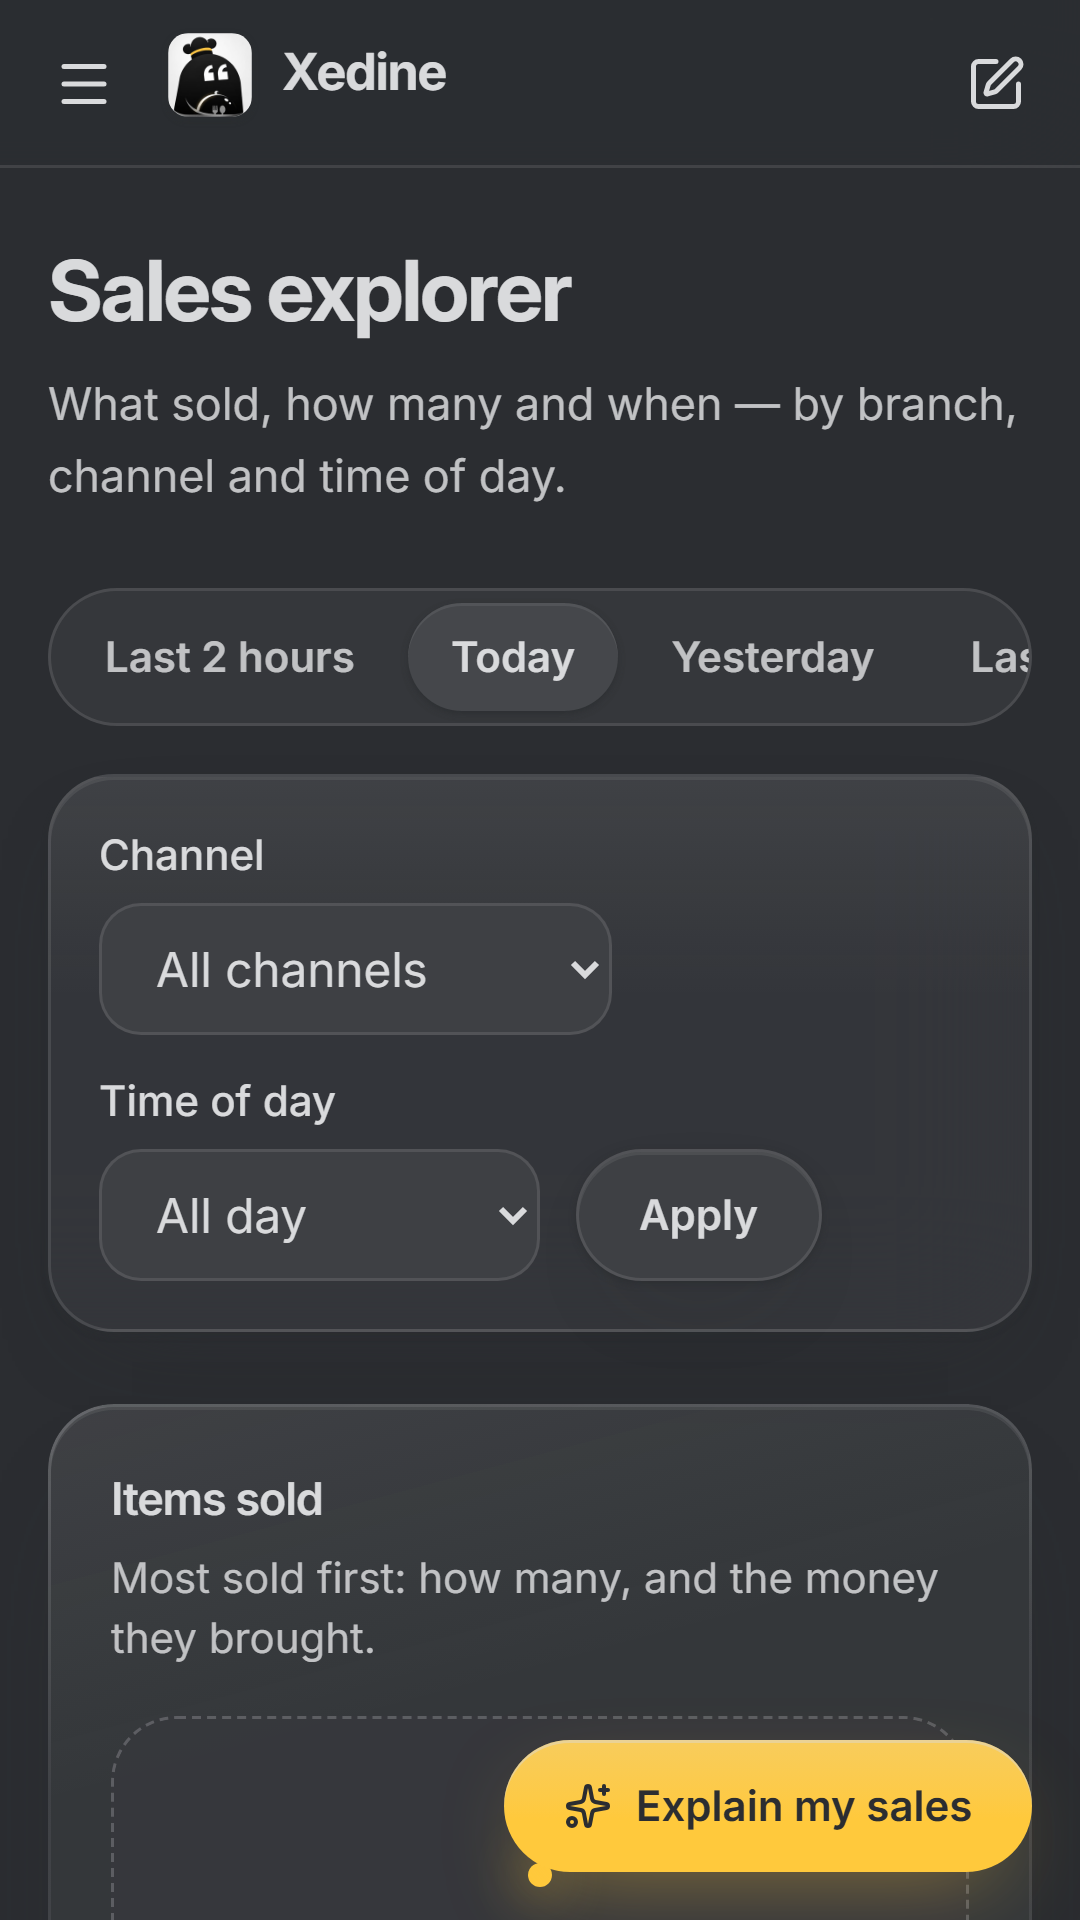 Xedine
Sales explorer
What sold, how many and when — by branch,
channel and time of day.
Last 2 hours Today Yesterday Las
Channel
All channels
Time of day
All day Apply
Items sold
Most sold first: how many, and the money
they brought.
Explain my sales